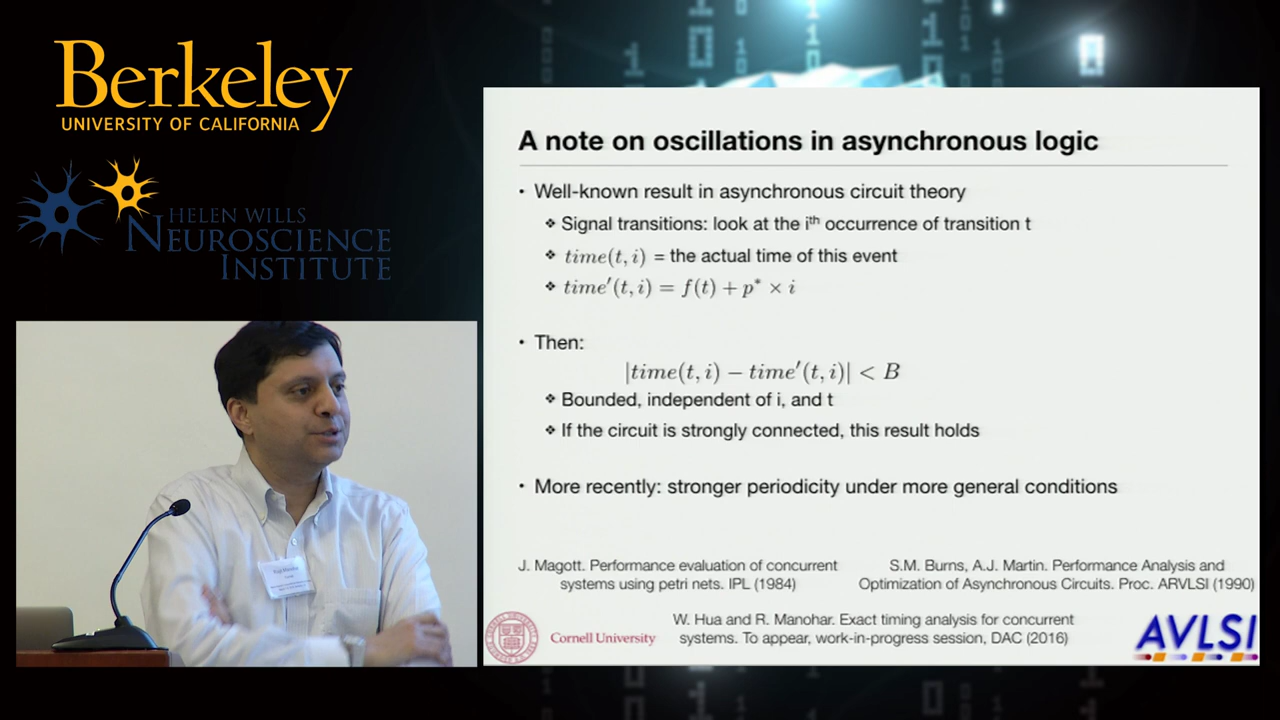 Berkeley
UNIVERSITY OF CALIFORNIA
HELEN WILLS
NEUROSCIENCE
INSTITUTE
A note on oscillations in asynchronous logic
• Well-known result in asynchronous circuit theory
❖ Signal transitions: look at the iᵗʰ occurrence of transition t
❖ time(t, i) = the actual time of this event
❖ time′(t, i) = f(t) + p* × i
• Then:
|time(t, i) − time′(t, i)| < B
❖ Bounded, independent of i, and t
❖ If the circuit is strongly connected, this result holds
• More recently: stronger periodicity under more general conditions
J. Magott. Performance evaluation of concurrent
systems using petri nets. IPL (1984)
S.M. Burns, A.J. Martin. Performance Analysis and
Optimization of Asynchronous Circuits. Proc. ARVLSI (1990)
W. Hua and R. Manohar. Exact timing analysis for concurrent
systems. To appear, work-in-progress session, DAC (2016)
Cornell University
AVLSI